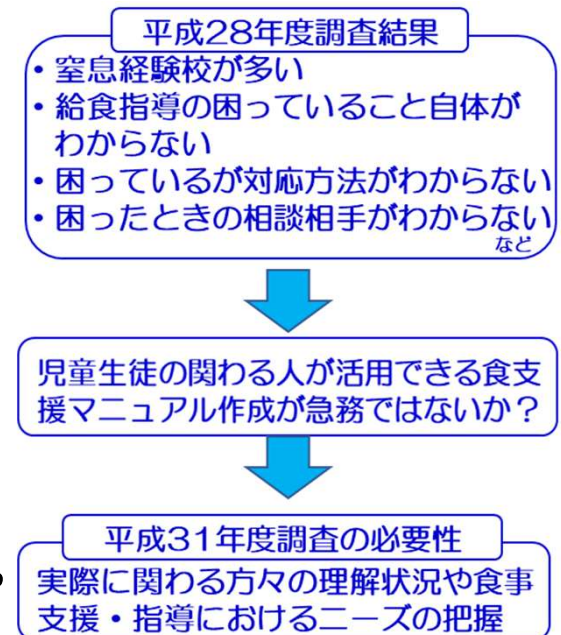 平成28年度調査結果
・窒息経験校が多い
・給食指導の困っていること自体が
わからない
・困っているが対応方法がわからない
・困ったときの相談相手がわからない
など
児童生徒の関わる人が活用できる食支
援マニュアル作成が急務ではないか？
平成31年度調査の必要性
実際に関わる方々の理解状況や食事
支援・指導におけるニーズの把握